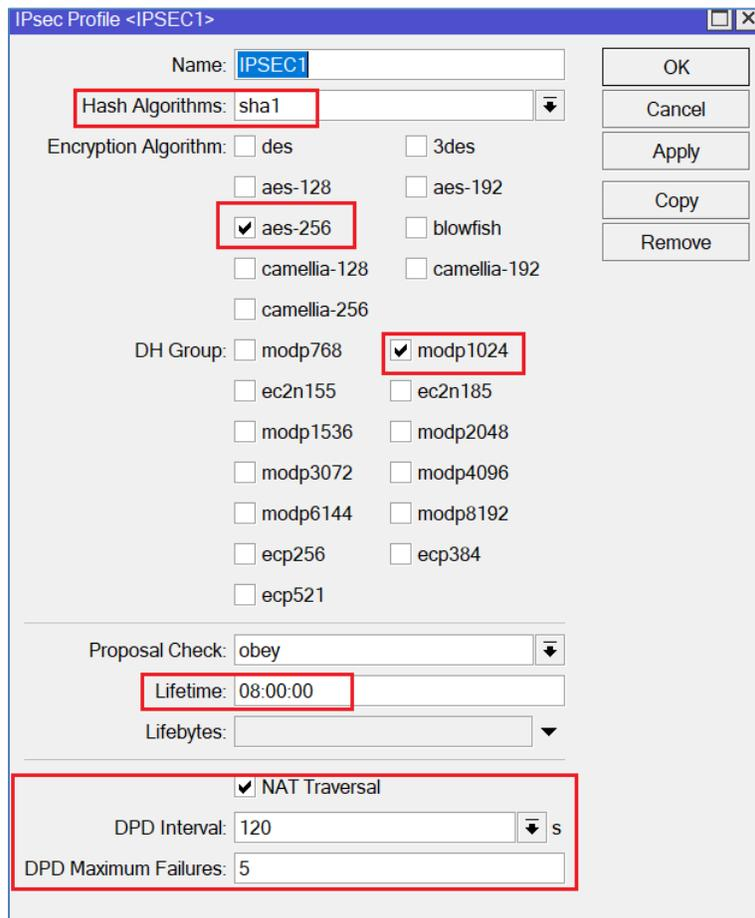 IPsec Profile <IPSEC1>
Name: IPSEC1
OK
Hash Algorithms: sha1
Cancel
Encryption Algorithm: des 3des
Apply
aes-128 aes-192
Copy
aes-256 blowfish
Remove
camellia-128 camellia-192
camellia-256
DH Group: modp768 modp1024
ec2n155 ec2n185
modp1536 modp2048
modp3072 modp4096
modp6144 modp8192
ecp256 ecp384
ecp521
Proposal Check: obey
Lifetime: 08:00:00
Lifebytes:
NAT Traversal
DPD Interval: 120 s
DPD Maximum Failures: 5